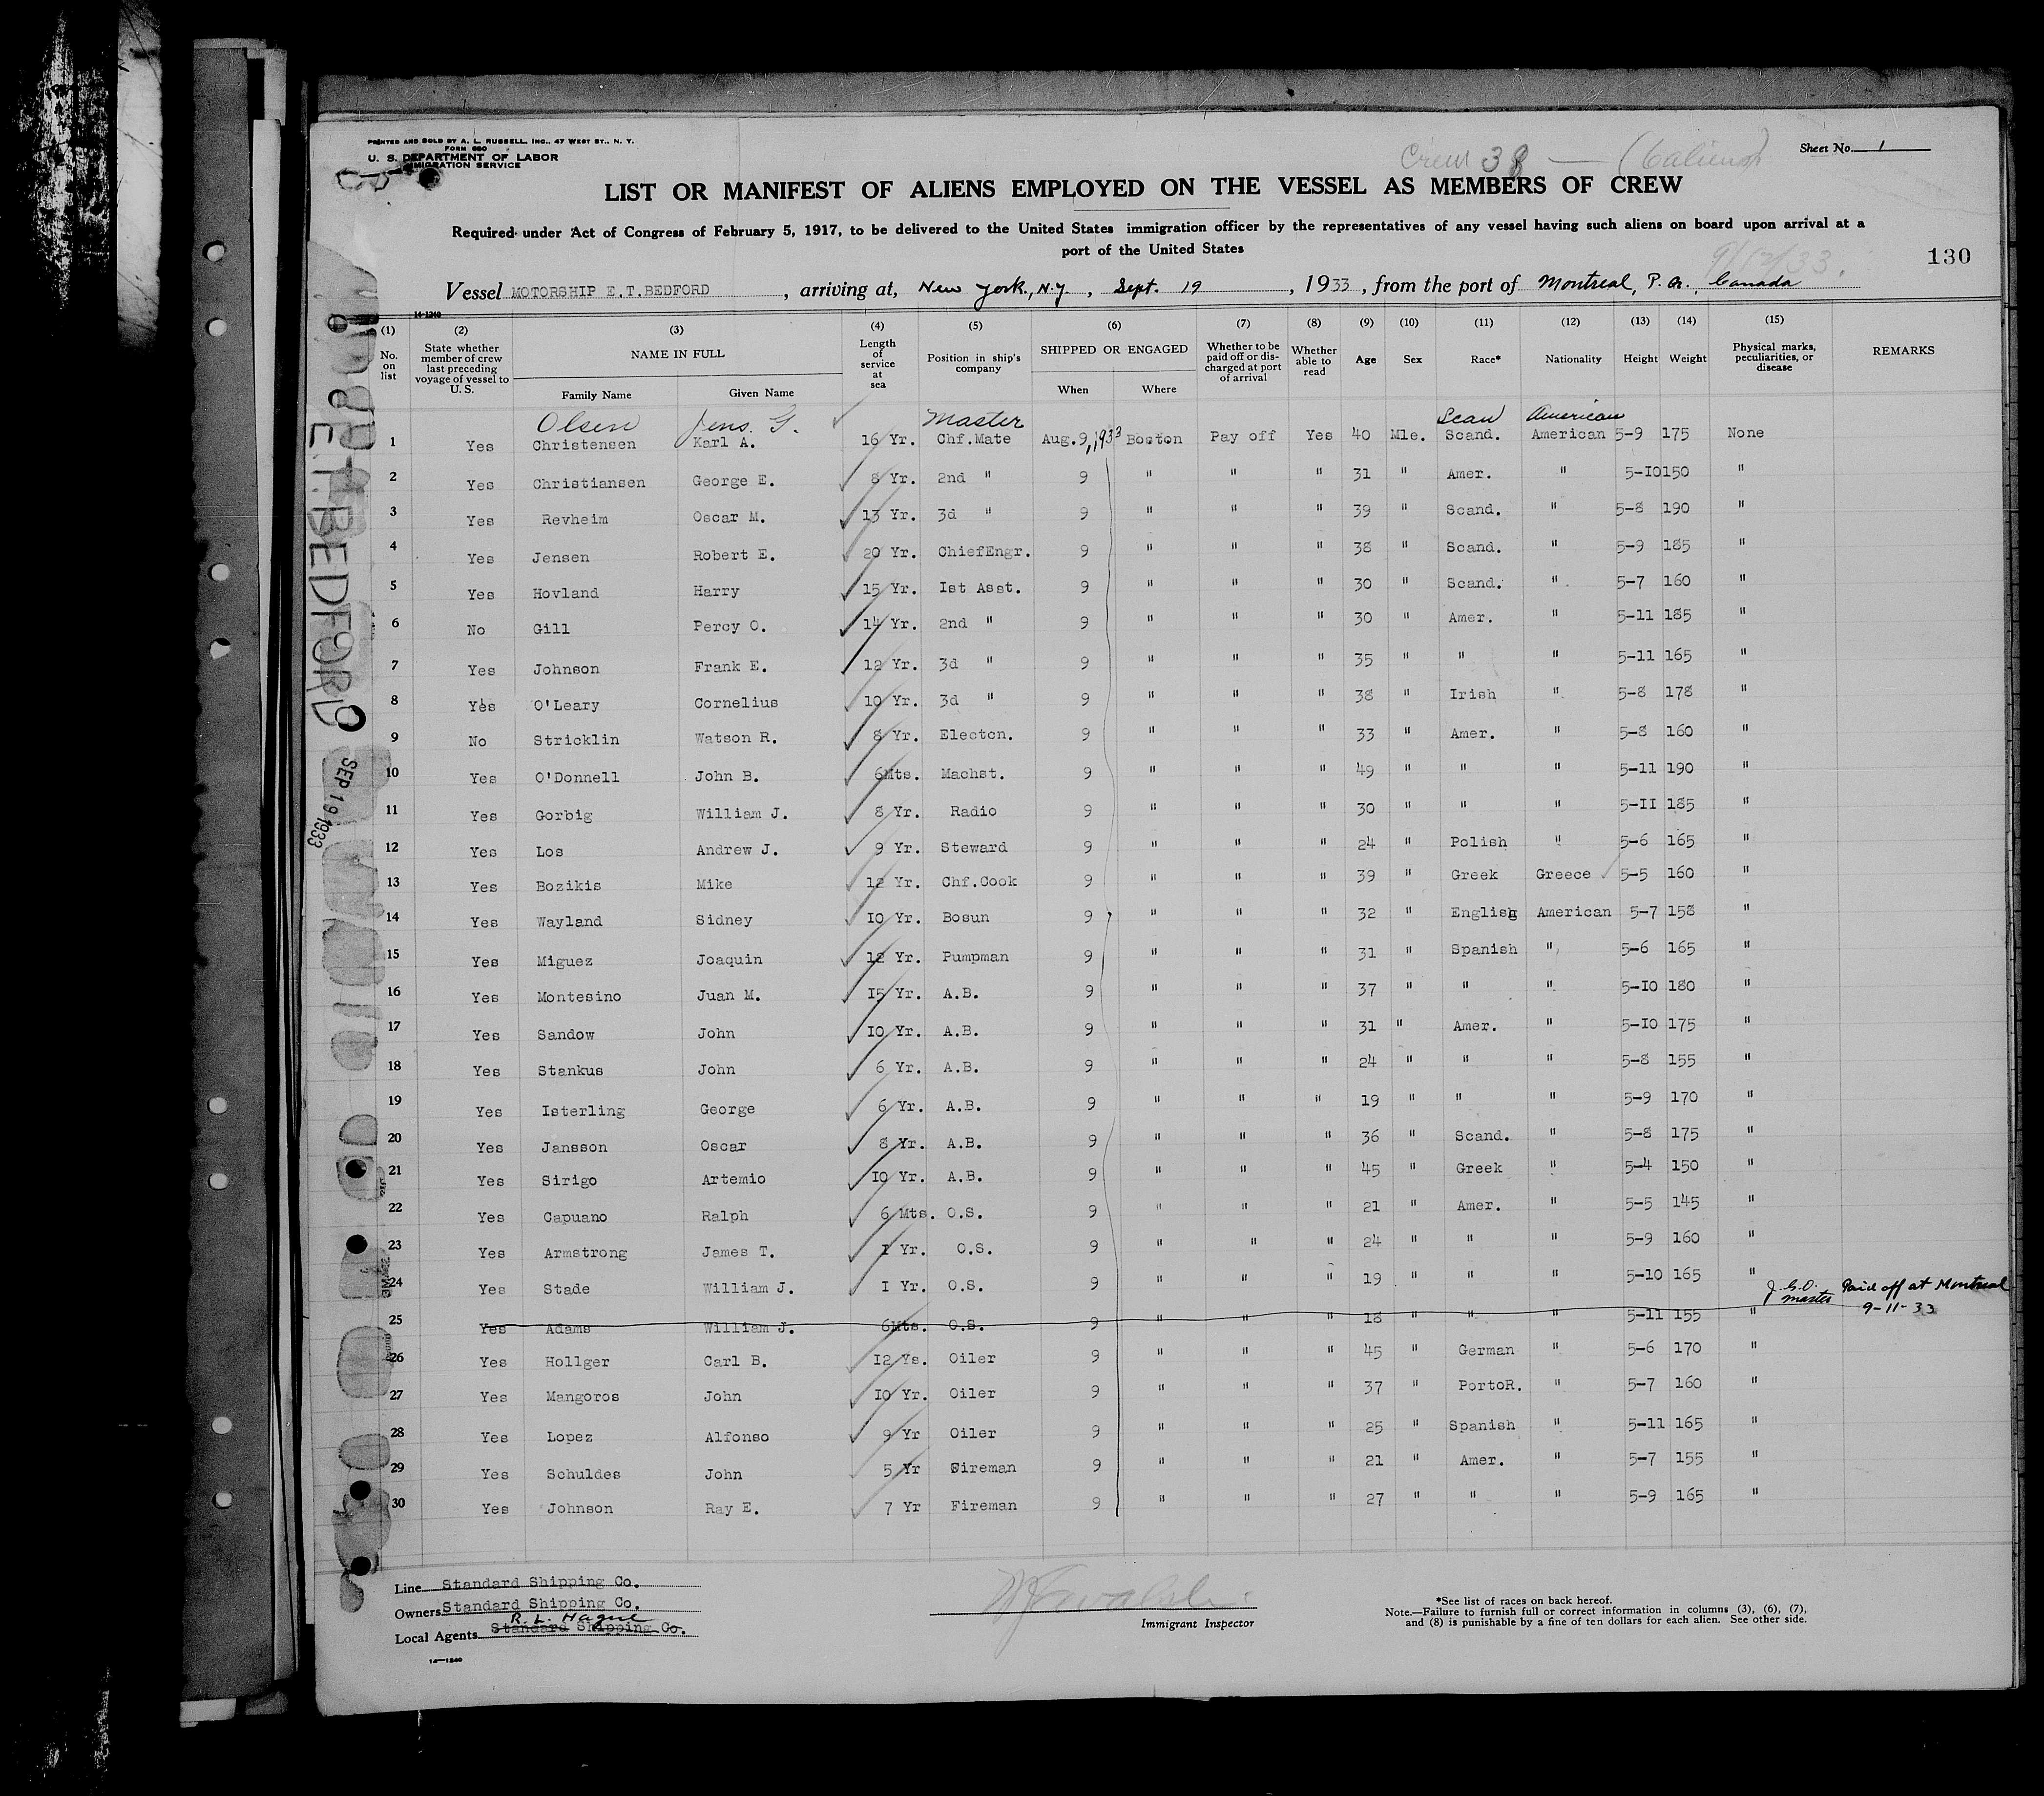 PRINTED AND SOLD BY A. L. RUSSELL, INC., 47 WEST ST., N. Y.
FORM 680
U. S. DEPARTMENT OF LABOR
IMMIGRATION SERVICE
Crew 38 — (6 aliens)
Sheet No. 1
LIST OR MANIFEST OF ALIENS EMPLOYED ON THE VESSEL AS MEMBERS OF CREW
Required under Act of Congress of February 5, 1917, to be delivered to the United States immigration officer by the representatives of any vessel having such aliens on board upon arrival at a
port of the United States
130
9/12/33.
Vessel MOTORSHIP E.T.BEDFORD , arriving at, New York, N.Y. , Sept. 19 , 1933 , from the port of Montreal, P. Q., Canada
14-1240
(1) (2) (3) (4) (5) (6) (7) (8) (9) (10) (11) (12) (13) (14) (15)
No. on list State whether member of crew last preceding voyage of vessel to U. S. NAME IN FULL Family Name Given Name Length of service at sea Position in ship's company SHIPPED OR ENGAGED When Where Whether to be paid off or discharged at port of arrival Whether able to read Age Sex Race* Nationality Height Weight Physical marks, peculiarities, or disease REMARKS
Olsen Jens. G. Master Scan American
1 Yes Christensen Karl A. 16 Yr. Chf.Mate Aug.9,1933 Boston Pay off Yes 40 Mle. Scand. American 5-9 175 None
2 Yes Christiansen George E. 8 Yr. 2nd " 9 " " " 31 " Amer. " 5-10 150 "
3 Yes Revheim Oscar M. 13 Yr. 3d " 9 " " " 39 " Scand. " 5-8 190 "
4 Yes Jensen Robert E. 20 Yr. ChiefEngr. 9 " " " 38 " Scand. " 5-9 185 "
5 Yes Hovland Harry 15 Yr. Ist Asst. 9 " " " 30 " Scand. " 5-7 160 "
6 No Gill Percy O. 14 Yr. 2nd " 9 " " " 30 " Amer. " 5-11 185 "
7 Yes Johnson Frank E. 12 Yr. 3d " 9 " " " 35 " " " 5-11 165 "
8 Yes O'Leary Cornelius 10 Yr. 3d " 9 " " " 38 " Irish " 5-8 178 "
9 No Stricklin Watson R. 8 Yr. Electcn. 9 " " " 33 " Amer. " 5-8 160 "
10 Yes O'Donnell John B. 6Mts. Machst. 9 " " " 49 " " " 5-11 190 "
11 Yes Gorbig William J. 8 Yr. Radio 9 " " " 30 " " " 5-II 185 "
12 Yes Los Andrew J. 9 Yr. Steward 9 " " " 24 " Polish " 5-6 165 "
13 Yes Bozikis Mike 12 Yr. Chf.Cook 9 " " " 39 " Greek Greece 5-5 160 "
14 Yes Wayland Sidney IO Yr. Bosun 9 " " " 32 " English American 5-7 158 "
15 Yes Miguez Joaquin 12 Yr. Pumpman 9 " " " 31 " Spanish " 5-6 165 "
16 Yes Montesino Juan M. I5 Yr. A.B. 9 " " " 37 " " " 5-IO 180 "
17 Yes Sandow John IO Yr. A.B. 9 " " " 31 " Amer. " 5-IO 175 "
18 Yes Stankus John 6 Yr. A.B. 9 " " " 24 " " " 5-8 155 "
19 Yes Isterling George 6 Yr. A.B. 9 " " " 19 " " " 5-9 170 "
20 Yes Jansson Oscar 8 Yr. A.B. 9 " " " 36 " Scand. " 5-8 175 "
21 Yes Sirigo Artemio IO Yr. A.B. 9 " " " 45 " Greek " 5-4 150 "
22 Yes Capuano Ralph 6 Mts. O.S. 9 " " " 21 " Amer. " 5-5 145 "
23 Yes Armstrong James T. I Yr. O.S. 9 " " " 24 " " " 5-9 160 "
24 Yes Stade William J. I Yr. O.S. 9 " " " 19 " " " 5-10 165 "
J.G.O. master Paid off at Montreal 9-11-33
25 Yes Adams William J. 6Mts. O.S. 9 " " " 18 " " " 5-11 155 "
26 Yes Hollger Carl B. I2 Ys. Oiler 9 " " " 45 " German " 5-6 170 "
27 Yes Mangoros John IO Yr. Oiler 9 " " " 37 " PortoR. " 5-7 160 "
28 Yes Lopez Alfonso 9 Yr Oiler 9 " " " 25 " Spanish " 5-11 165 "
29 Yes Schuldes John 5 Yr Fireman 9 " " " 21 " Amer. " 5-7 155 "
30 Yes Johnson Ray E. 7 Yr Fireman 9 " " " 27 " " " 5-9 165 "
E.T.BEDFORD
SEP 19 1933
Line Standard Shipping Co.
Owners Standard Shipping Co.
R. L. Hague
Local Agents Standard Shipping Co.
14—1240
Immigrant Inspector
*See list of races on back hereof.
Note.—Failure to furnish full or correct information in columns (3), (6), (7),
and (8) is punishable by a fine of ten dollars for each alien. See other side.